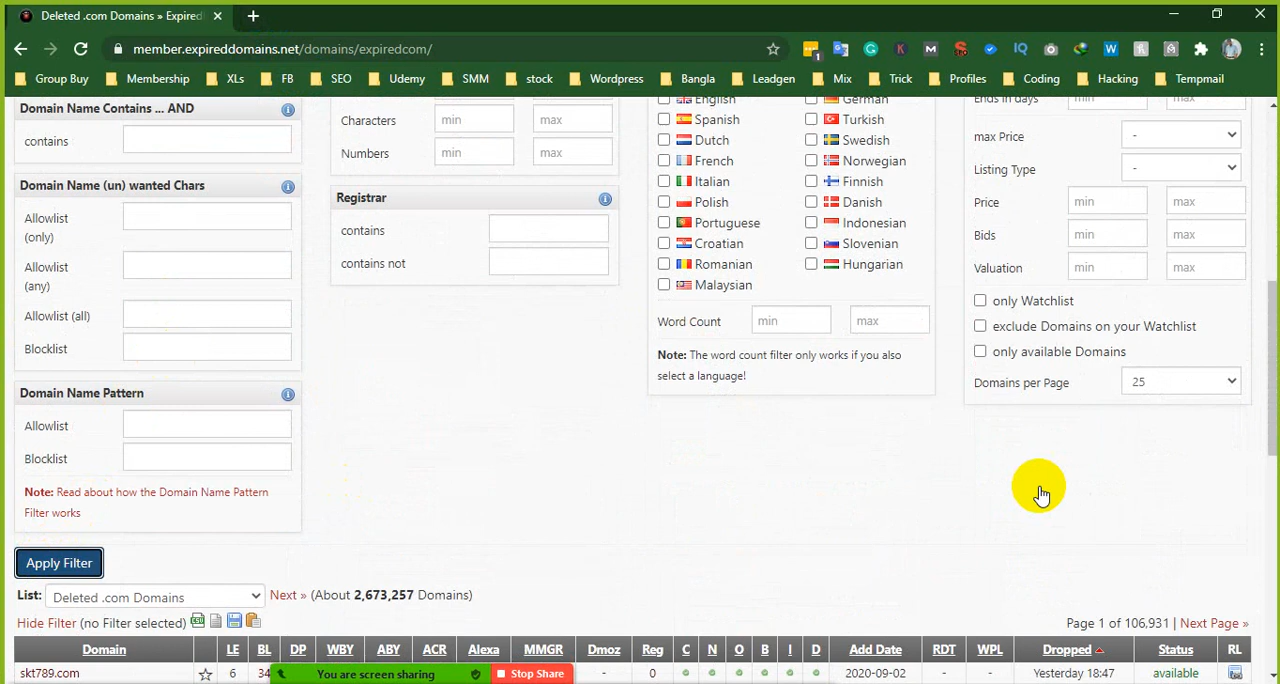 Deleted .com Domains » Expired
member.expireddomains.net/domains/expiredcom/
1
Group Buy Membership XLs FB SEO Udemy SMM stock Wordpress Bangla Leadgen Mix Trick Profiles Coding Hacking Tempmail
Domain Name Contains ... AND
contains
Domain Name (un) wanted Chars
Allowlist
(only)
Allowlist
(any)
Allowlist (all)
Blocklist
Domain Name Pattern
Allowlist
Blocklist
Note: Read about how the Domain Name Pattern
Filter works
Characters min max
Numbers min max
Registrar
contains
contains not
English German
Spanish Turkish
Dutch Swedish
French Norwegian
Italian Finnish
Polish Danish
Portuguese Indonesian
Croatian Slovenian
Romanian Hungarian
Malaysian
Word Count min max
Note: The word count filter only works if you also
select a language!
Ends in days min max
max Price -
Listing Type -
Price min max
Bids min max
Valuation min max
only Watchlist
exclude Domains on your Watchlist
only available Domains
Domains per Page 25
Apply Filter
List: Deleted .com Domains Next » (About 2,673,257 Domains)
Hide Filter (no Filter selected) Page 1 of 106,931 | Next Page »
Domain LE BL DP WBY ABY ACR Alexa MMGR Dmoz Reg C N O B I D Add Date RDT WPL Dropped Status RL
skt789.com 6 34 - 0 2020-09-02 - - Yesterday 18:47 available
You are screen sharing Stop Share